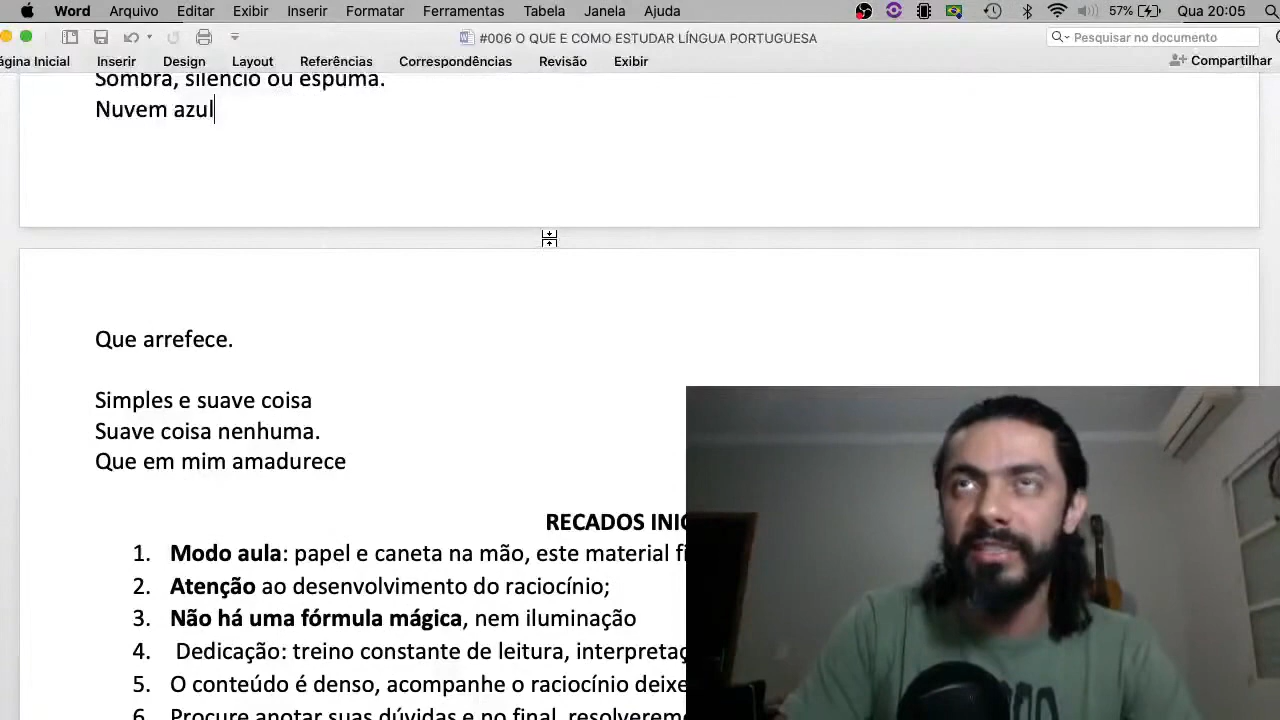 Word Arquivo Editar Exibir Inserir Formatar Ferramentas Tabela Janela Ajuda 57% Qua 20:05
#006 O QUE E COMO ESTUDAR LÍNGUA PORTUGUESA
Pesquisar no documento
ágina Inicial Inserir Design Layout Referências Correspondências Revisão Exibir Compartilhar
Sombra, silêncio ou espuma.
Nuvem azul
Que arrefece.
Simples e suave coisa
Suave coisa nenhuma.
Que em mim amadurece
RECADOS INIC
1. Modo aula: papel e caneta na mão, este material fi
2. Atenção ao desenvolvimento do raciocínio;
3. Não há uma fórmula mágica, nem iluminação
4. Dedicação: treino constante de leitura, interpretaç
5. O conteúdo é denso, acompanhe o raciocínio deixe
6. Procure anotar suas dúvidas e no final, resolverem